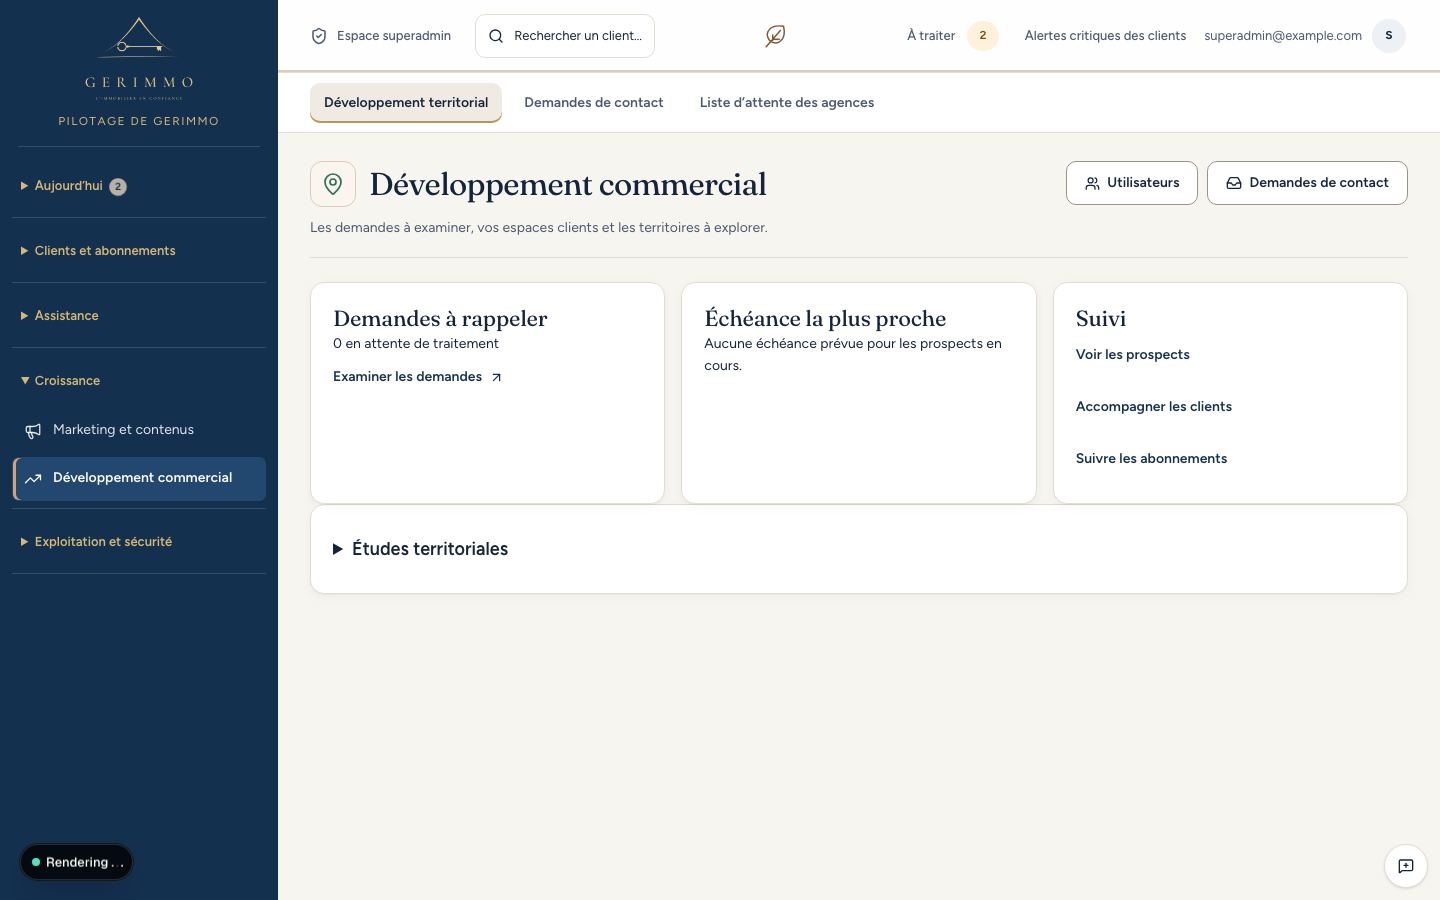 GERIMMO
L'IMMOBILIER EN CONFIANCE
PILOTAGE DE GERIMMO
Aujourd'hui 2
Clients et abonnements
Assistance
Croissance
Marketing et contenus
Développement commercial
Exploitation et sécurité
Rendering ...
Espace superadmin
Rechercher un client...
À traiter 2
Alertes critiques des clients
superadmin@example.com S
Développement territorial
Demandes de contact
Liste d’attente des agences
Développement commercial
Utilisateurs
Demandes de contact
Les demandes à examiner, vos espaces clients et les territoires à explorer.
Demandes à rappeler
0 en attente de traitement
Examiner les demandes
Échéance la plus proche
Aucune échéance prévue pour les prospects en
cours.
Suivi
Voir les prospects
Accompagner les clients
Suivre les abonnements
Études territoriales